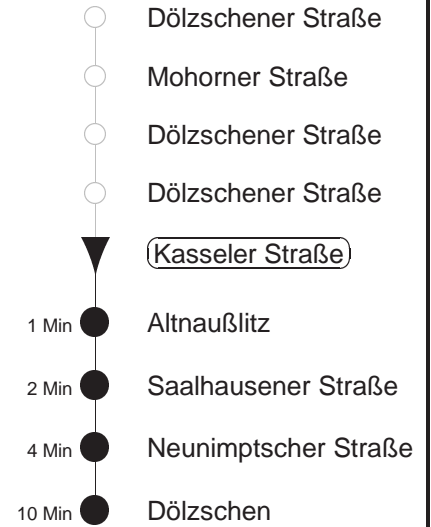 Dölzschener Straße
Mohorner Straße
Dölzschener Straße
Dölzschener Straße
Kasseler Straße
1 Min Altnaußlitz
2 Min Saalhausener Straße
4 Min Neunimptscher Straße
10 Min Dölzschen